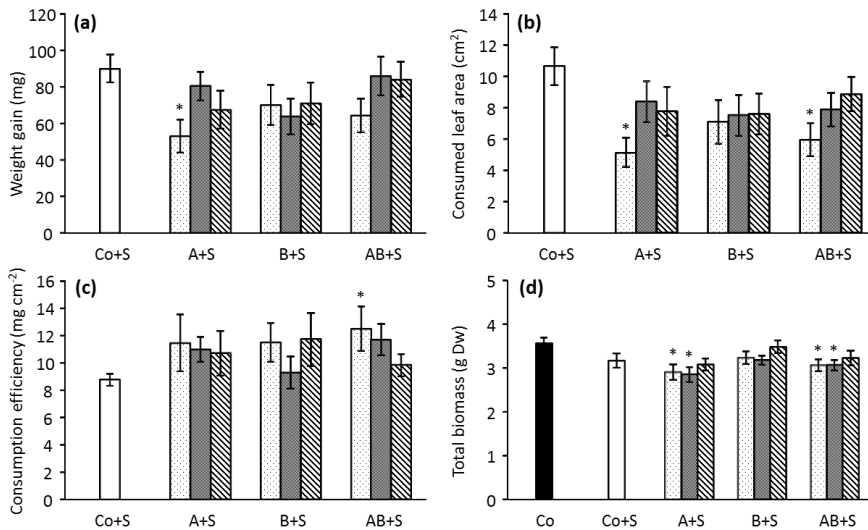 (a)
Weight gain (mg)
120
100
80
60
40
20
0
*
Co+S A+S B+S AB+S
(b)
Consumed leaf area (cm²)
14
12
10
8
6
4
2
0
* *
Co+S A+S B+S AB+S
(c)
Consumption efficiency (mg cm⁻²)
16
14
12
10
8
6
4
2
0
*
Co+S A+S B+S AB+S
(d)
Total biomass (g Dw)
5
4
3
2
1
0
* * * *
Co Co+S A+S B+S AB+S